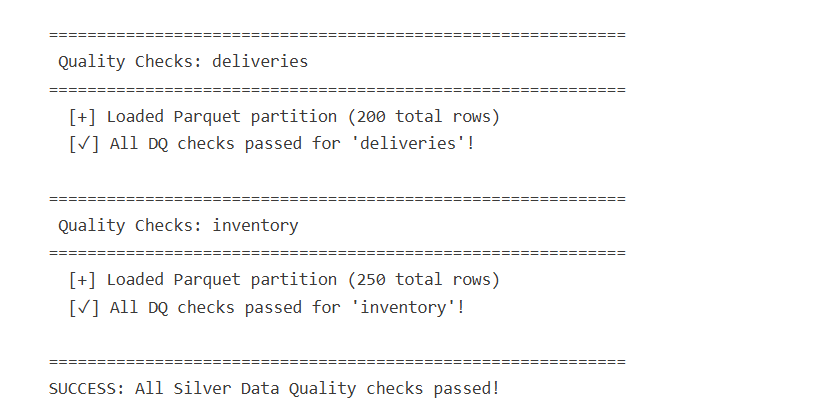 ============================================================
Quality Checks: deliveries
============================================================
[+] Loaded Parquet partition (200 total rows)
[✓] All DQ checks passed for 'deliveries'!
============================================================
Quality Checks: inventory
============================================================
[+] Loaded Parquet partition (250 total rows)
[✓] All DQ checks passed for 'inventory'!
============================================================
SUCCESS: All Silver Data Quality checks passed!